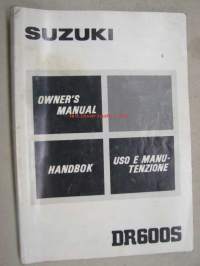 SUZUKI
OWNER'S
MANUAL
HANDBOK
USO E MANU-
TENZIONE
DR600S